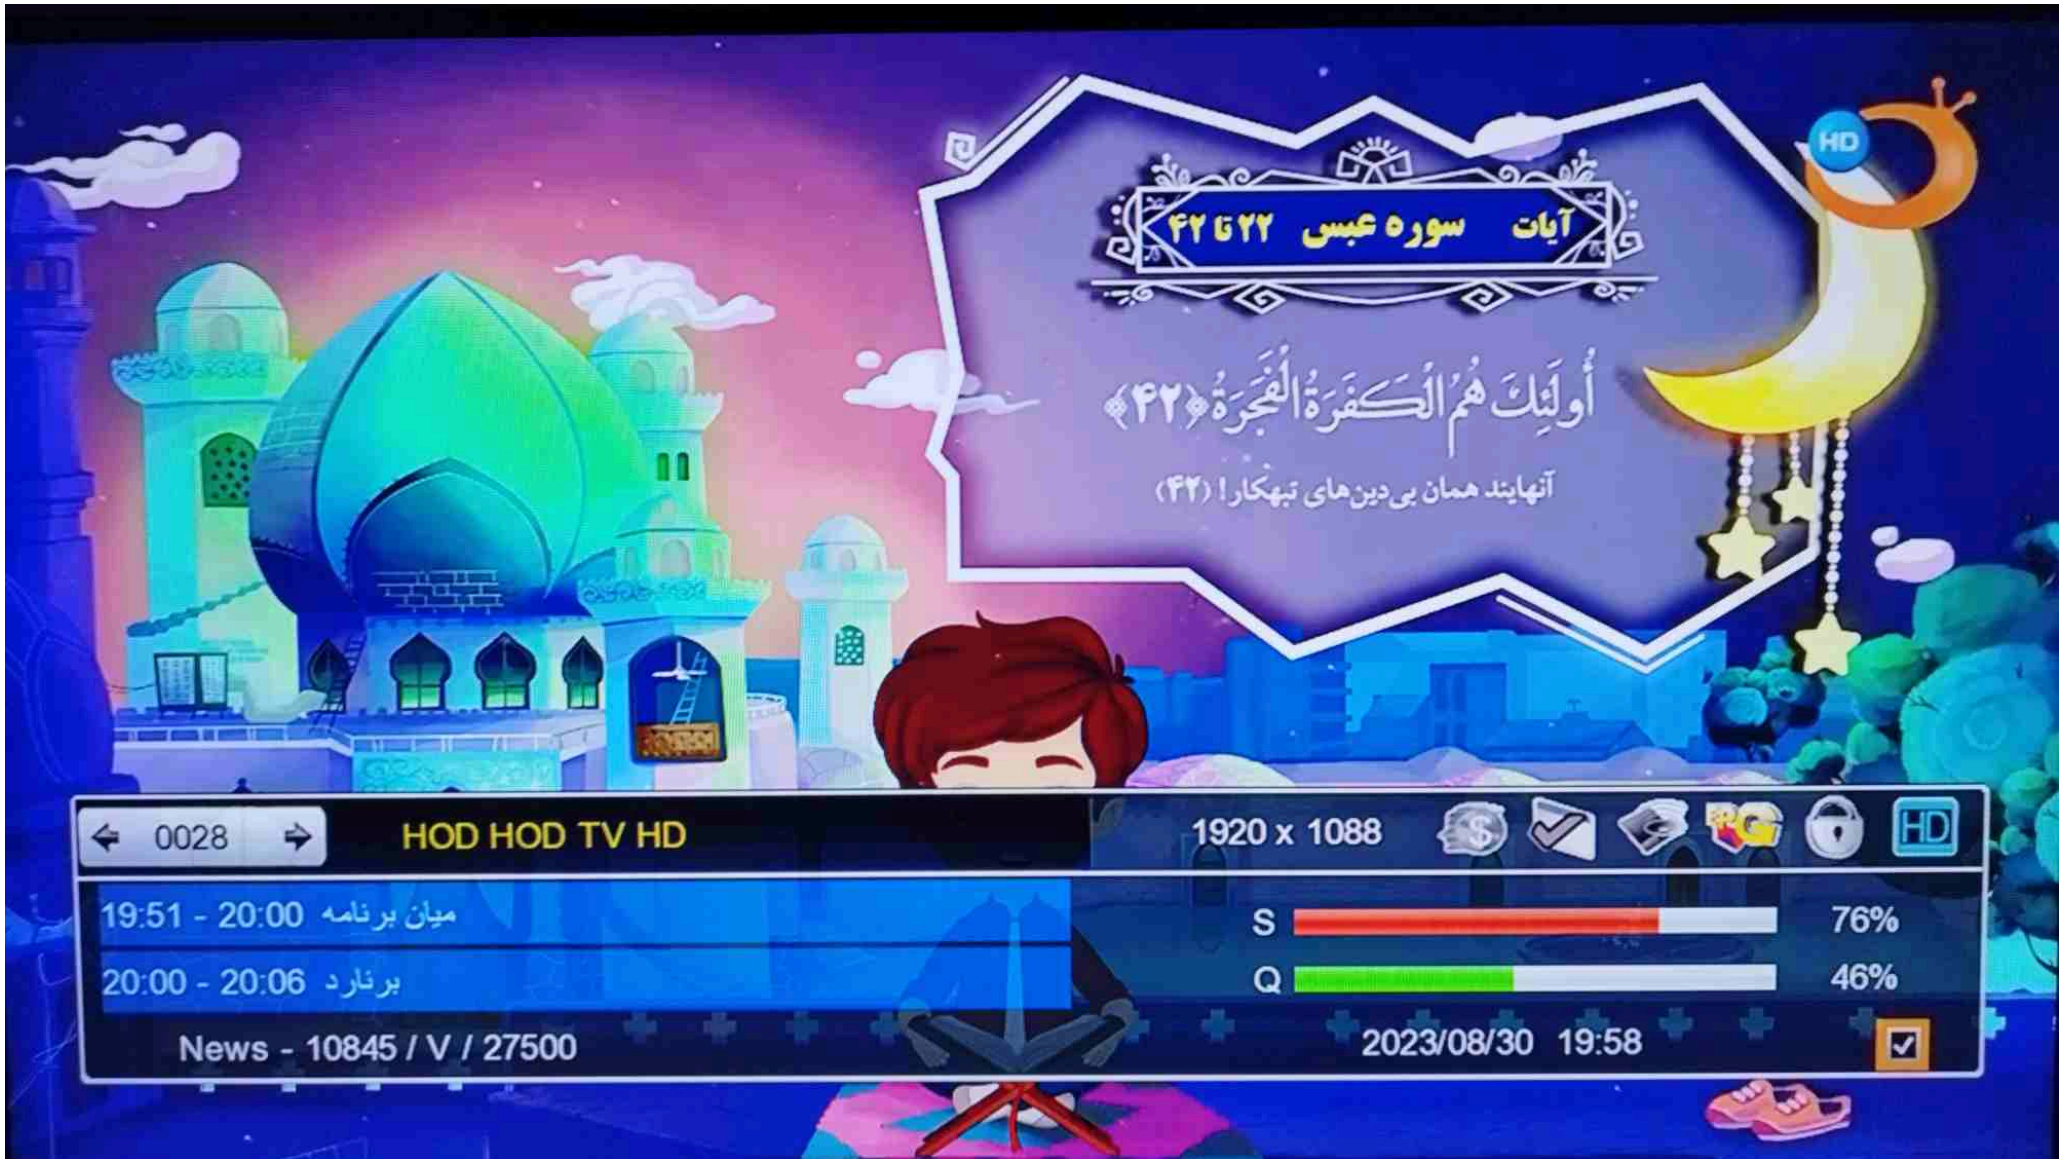 HD
آیات سوره عبس ۲۲ تا ۴۲
أُولَئِكَ هُمُ الْكَفَرَةُ الْفَجَرَةُ ﴿۴۲﴾
آنهایند همان بی‌دین‌های تبهکار! (۴۲)
0028 HOD HOD TV HD 1920 x 1088 $ EPG HD
19:51 - 20:00 میان برنامه
S 76%
20:00 - 20:06 برنارد
Q 46%
News - 10845 / V / 27500
2023/08/30 19:58